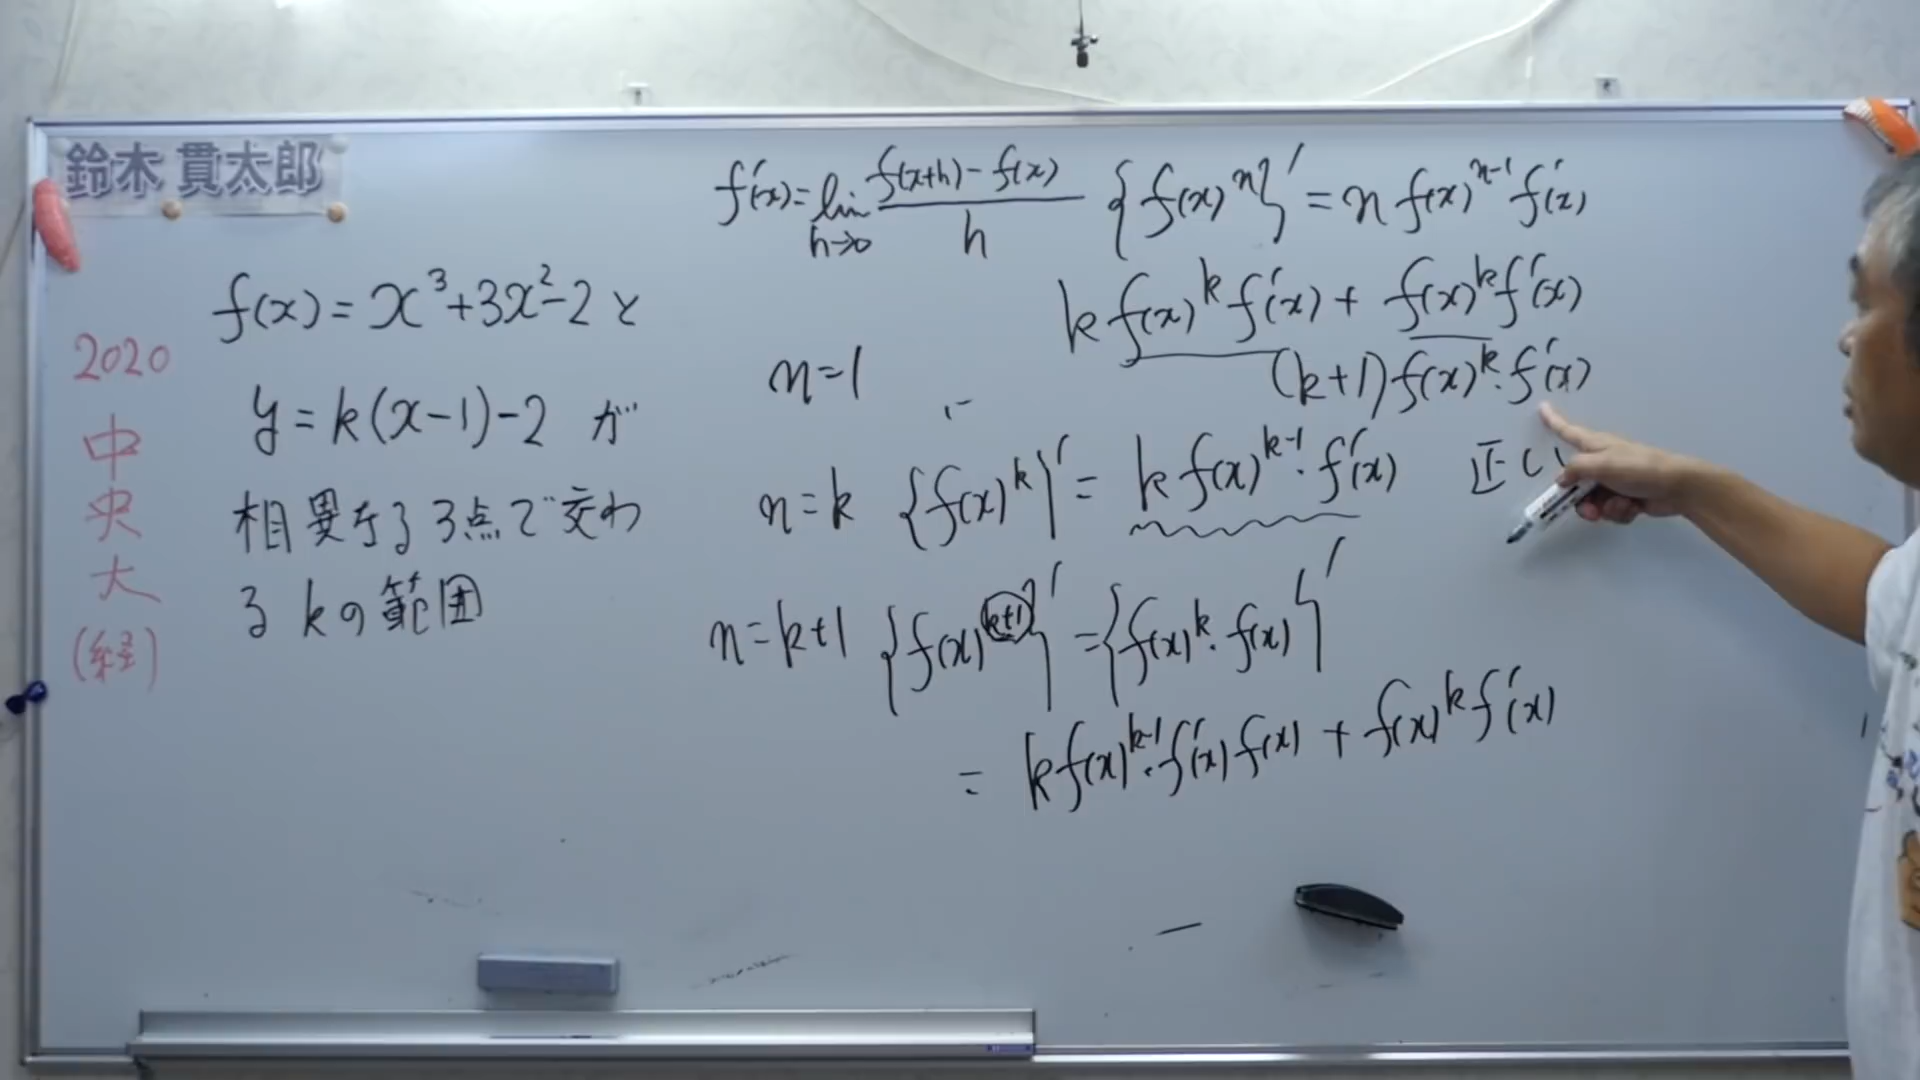 鈴木 貫太郎
2020
中
央
大
(経)
f(x) = x³+3x²-2 と
y = k(x-1)-2 が
相異なる3点で交わ
る kの範囲
f'(x) = lim h→0 f(x+h)-f(x) / h
{f(x)ⁿ}' = n f(x)ⁿ⁻¹ f'(x)
k f(x)ᵏ f'(x) + f(x)ᵏ f'(x)
(k+1) f(x)ᵏ・f'(x)
n=1
n=k {f(x)ᵏ}' = k f(x)ᵏ⁻¹・f'(x) 正しい
n=k+1 {f(x)ᵏ⁺¹}' = {f(x)ᵏ・f(x)}'
= k f(x)ᵏ⁻¹・f'(x) f(x) + f(x)ᵏ f'(x)